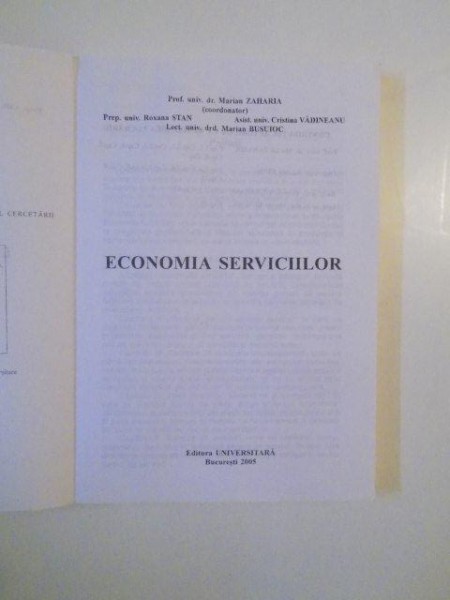 Prof. univ. dr. Marian ZAHARIA
(coordonator)
Prep. univ. Roxana STAN Asist. univ. Cristina VĂDINEANU
Lect. univ. drd. Marian BUSUIOC
CERCETĂRII
ECONOMIA SERVICIILOR
Editura UNIVERSITARĂ
Bucureşti 2005